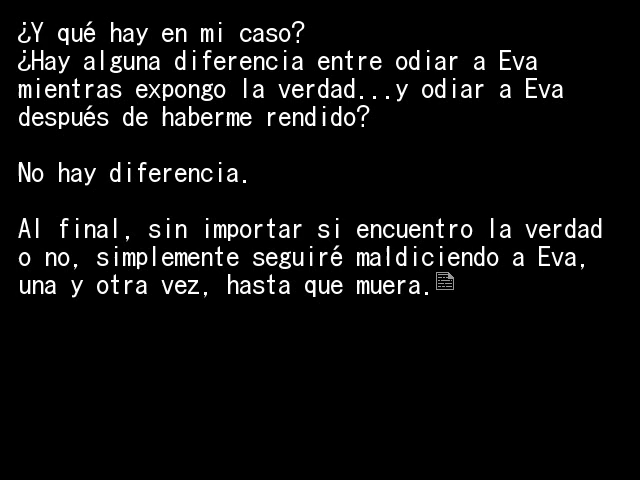 ¿Y qué hay en mi caso?
¿Hay alguna diferencia entre odiar a Eva
mientras expongo la verdad...y odiar a Eva
después de haberme rendido?
No hay diferencia.
Al final, sin importar si encuentro la verdad
o no, simplemente seguiré maldiciendo a Eva,
una y otra vez, hasta que muera.